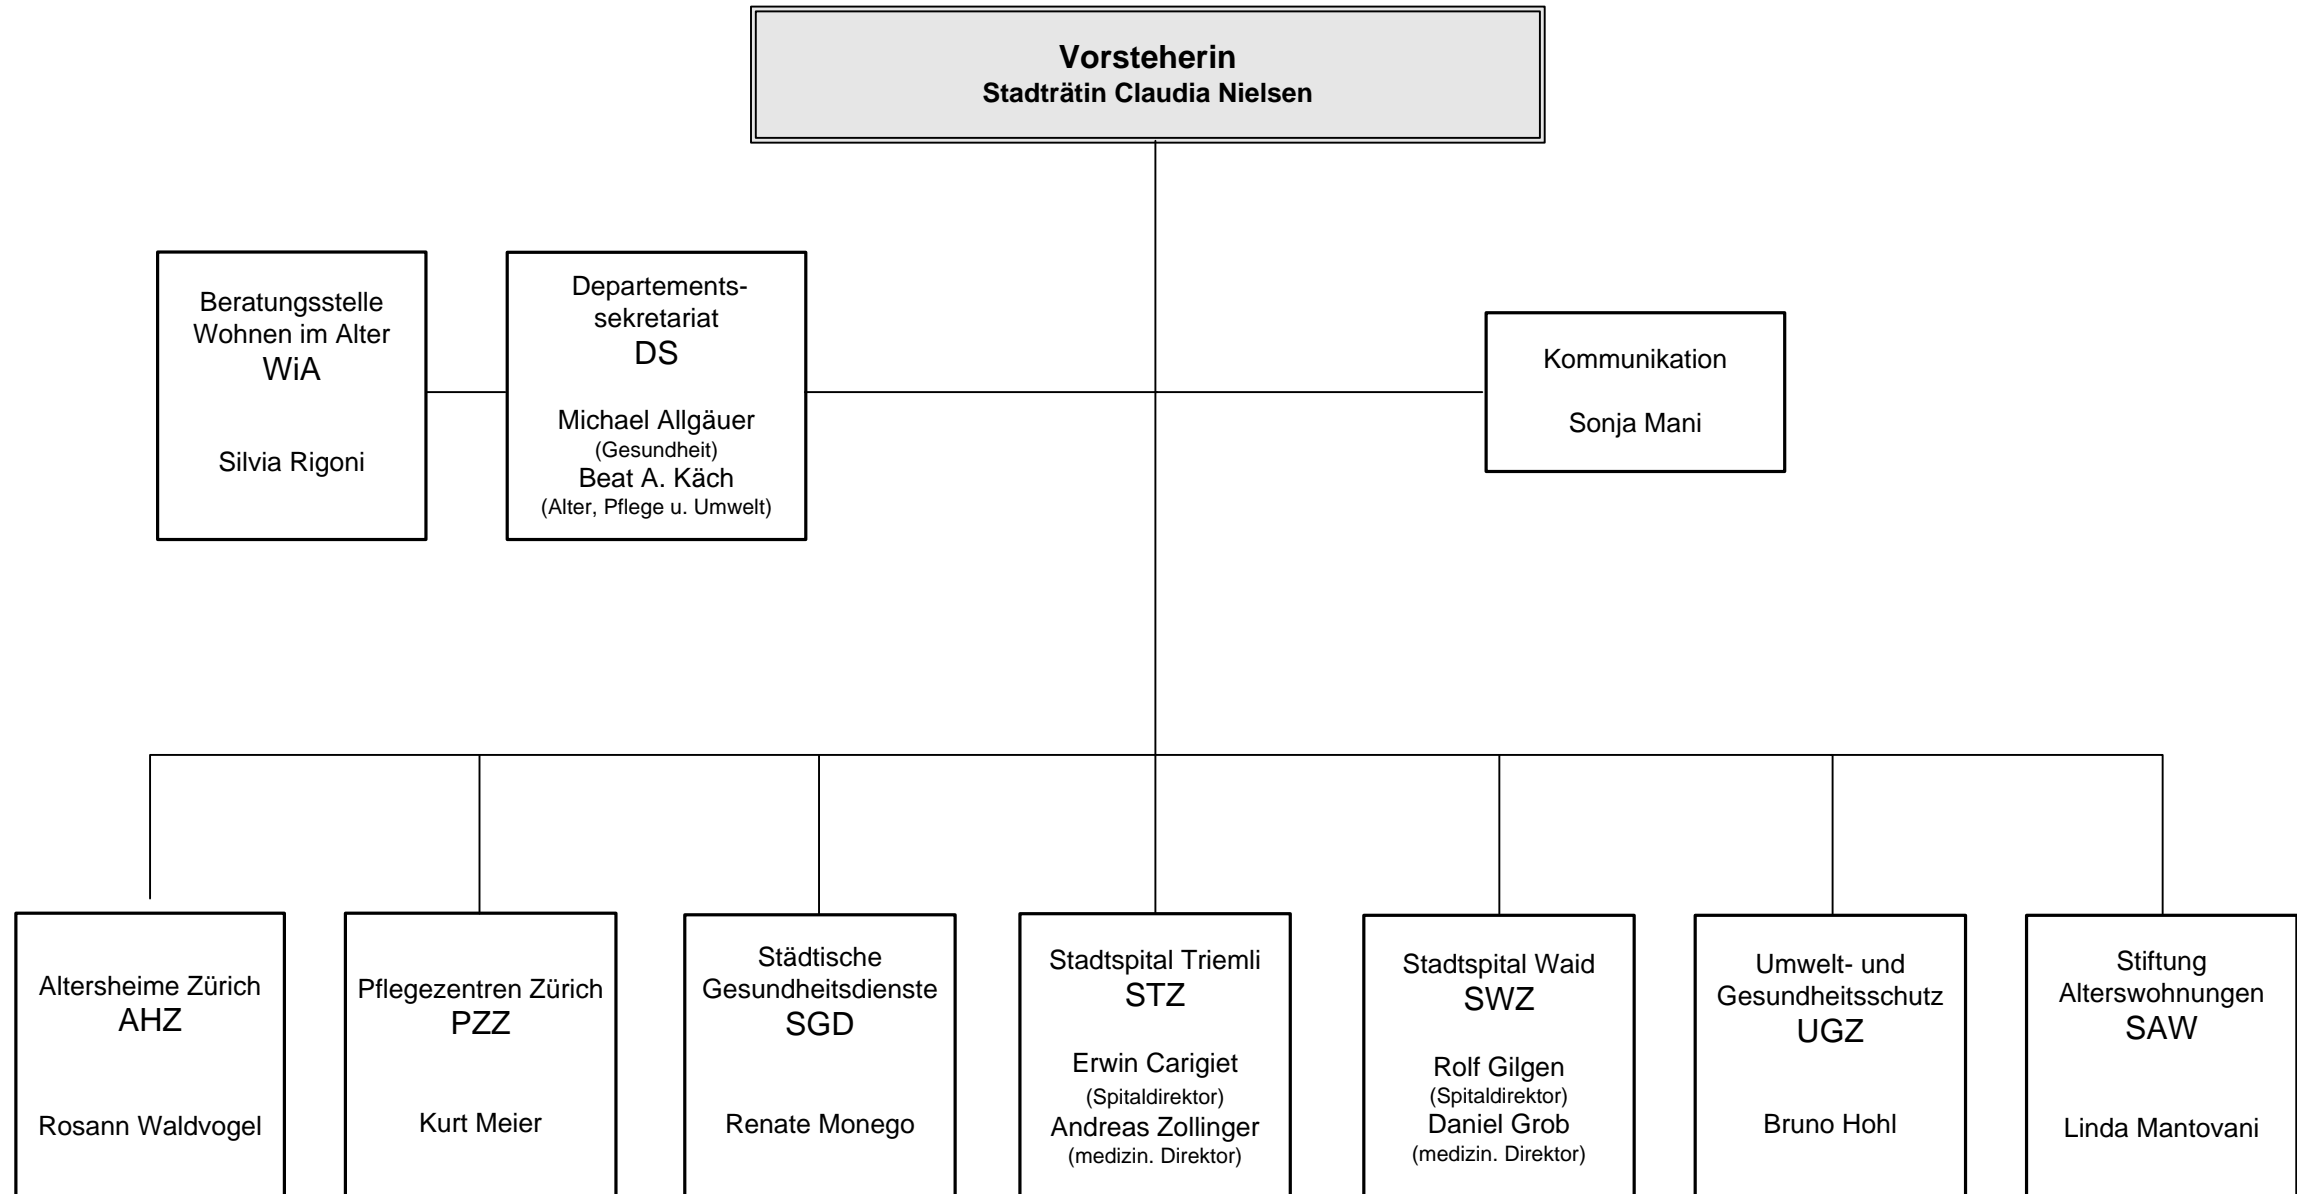 Vorsteherin
Stadträtin Claudia Nielsen
Beratungsstelle
Wohnen im Alter
WiA
Silvia Rigoni
Departements-
sekretariat
DS
Michael Allgäuer
(Gesundheit)
Beat A. Käch
(Alter, Pflege u. Umwelt)
Kommunikation
Sonja Mani
Altersheime Zürich
AHZ
Rosann Waldvogel
Pflegezentren Zürich
PZZ
Kurt Meier
Städtische
Gesundheitsdienste
SGD
Renate Monego
Stadtspital Triemli
STZ
Erwin Carigiet
(Spitaldirektor)
Andreas Zollinger
(medizin. Direktor)
Stadtspital Waid
SWZ
Rolf Gilgen
(Spitaldirektor)
Daniel Grob
(medizin. Direktor)
Umwelt- und
Gesundheitsschutz
UGZ
Bruno Hohl
Stiftung
Alterswohnungen
SAW
Linda Mantovani